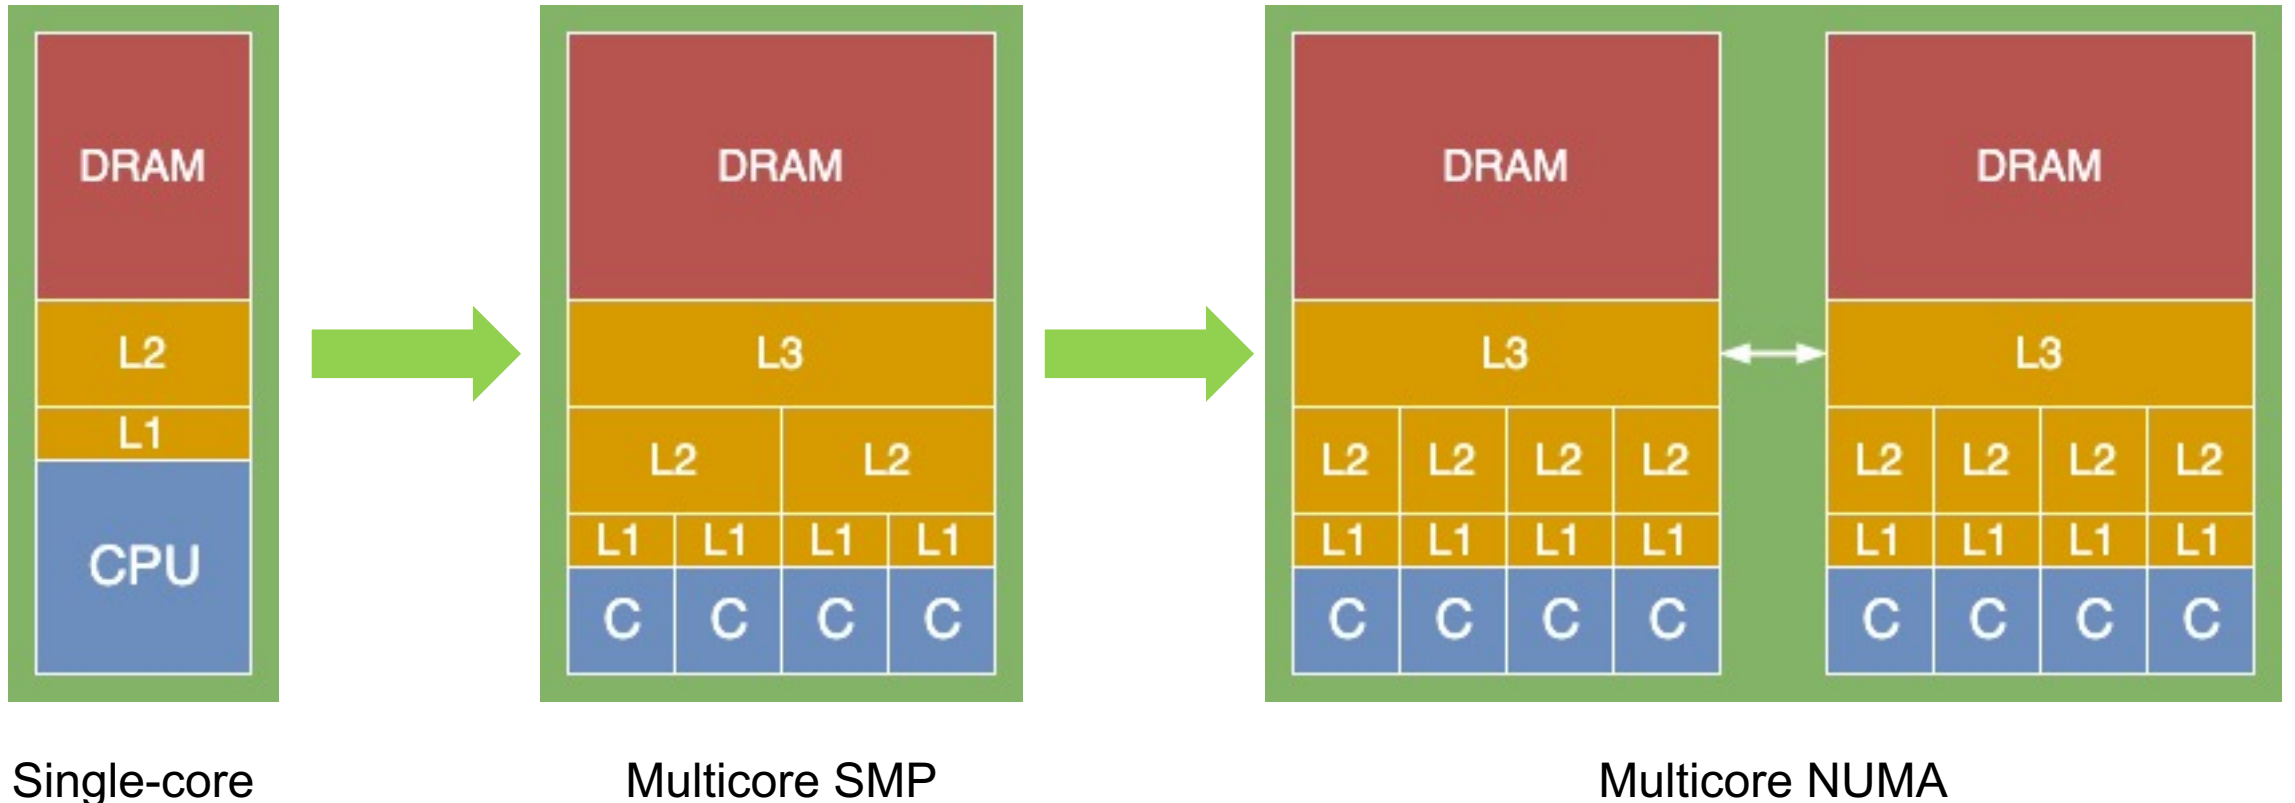 DRAM
L2
L1
CPU
Single-core
DRAM
L3
L2 L2
L1 L1 L1 L1
C C C C
Multicore SMP
DRAM DRAM
L3 L3
L2 L2 L2 L2 L2 L2 L2 L2
L1 L1 L1 L1 L1 L1 L1 L1
C C C C C C C C
Multicore NUMA